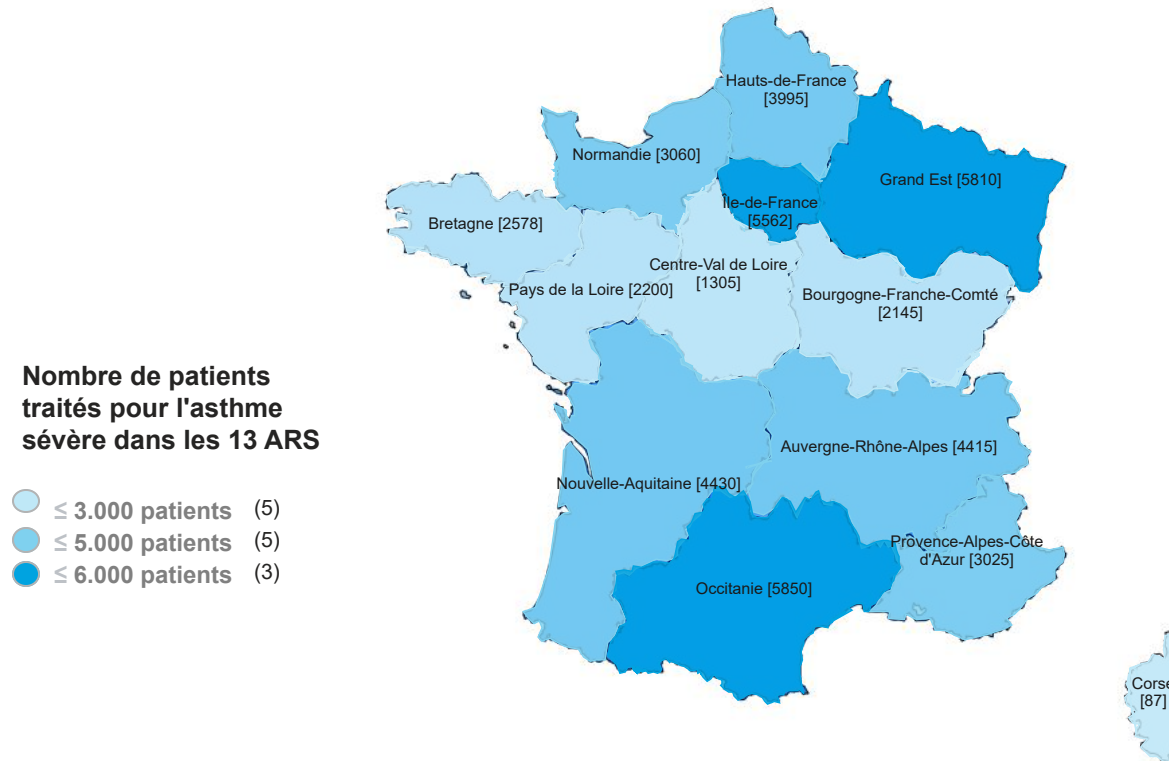 Hauts-de-France
[3995]
Normandie [3060]
Grand Est [5810]
Île-de-France
[5562]
Bretagne [2578]
Centre-Val de Loire
[1305]
Pays de la Loire [2200]
Bourgogne-Franche-Comté
[2145]
Nombre de patients
traités pour l'asthme
sévère dans les 13 ARS
≤ 3.000 patients (5)
≤ 5.000 patients (5)
≤ 6.000 patients (3)
Auvergne-Rhône-Alpes [4415]
Nouvelle-Aquitaine [4430]
Provence-Alpes-Côte
d'Azur [3025]
Occitanie [5850]
Corse
[87]